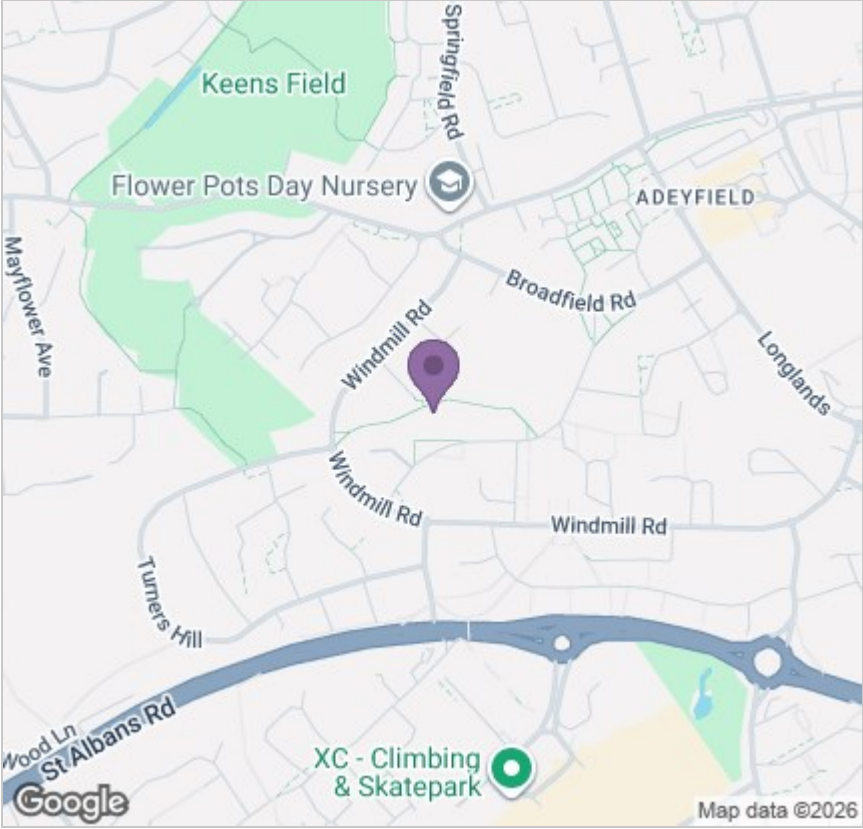 Keens Field
Springfield Rd
Flower Pots Day Nursery
ADEYFIELD
Mayflower Ave
Broadfield Rd
Windmill Rd
Longlands
Windmill Rd
Windmill Rd
Turners Hill
Wood Ln
St Albans Rd
XC - Climbing
& Skatepark
Google
Map data ©2026